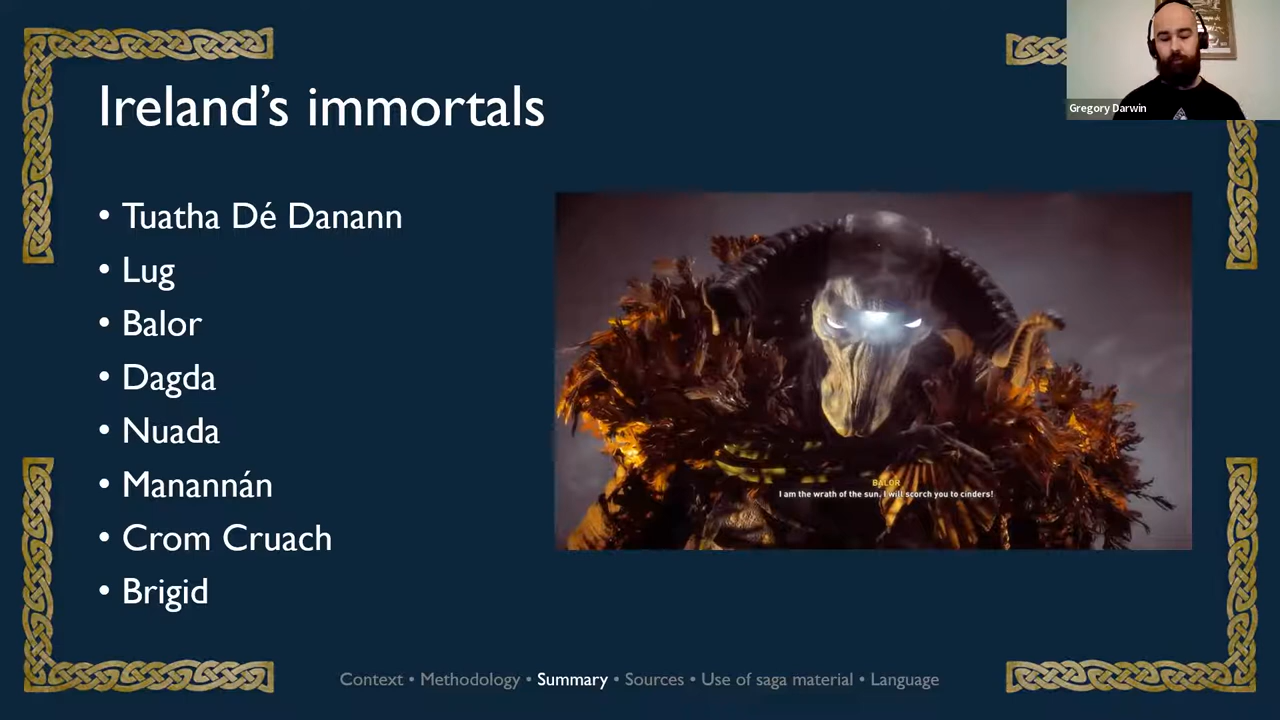 Gregory Darwin
Ireland’s immortals
• Tuatha Dé Danann
• Lug
• Balor
• Dagda
• Nuada
• Manannán
• Crom Cruach
• Brigid
BALOR
I am the wrath of the sun. I will scorch you to cinders!
Context • Methodology • Summary • Sources • Use of saga material • Language